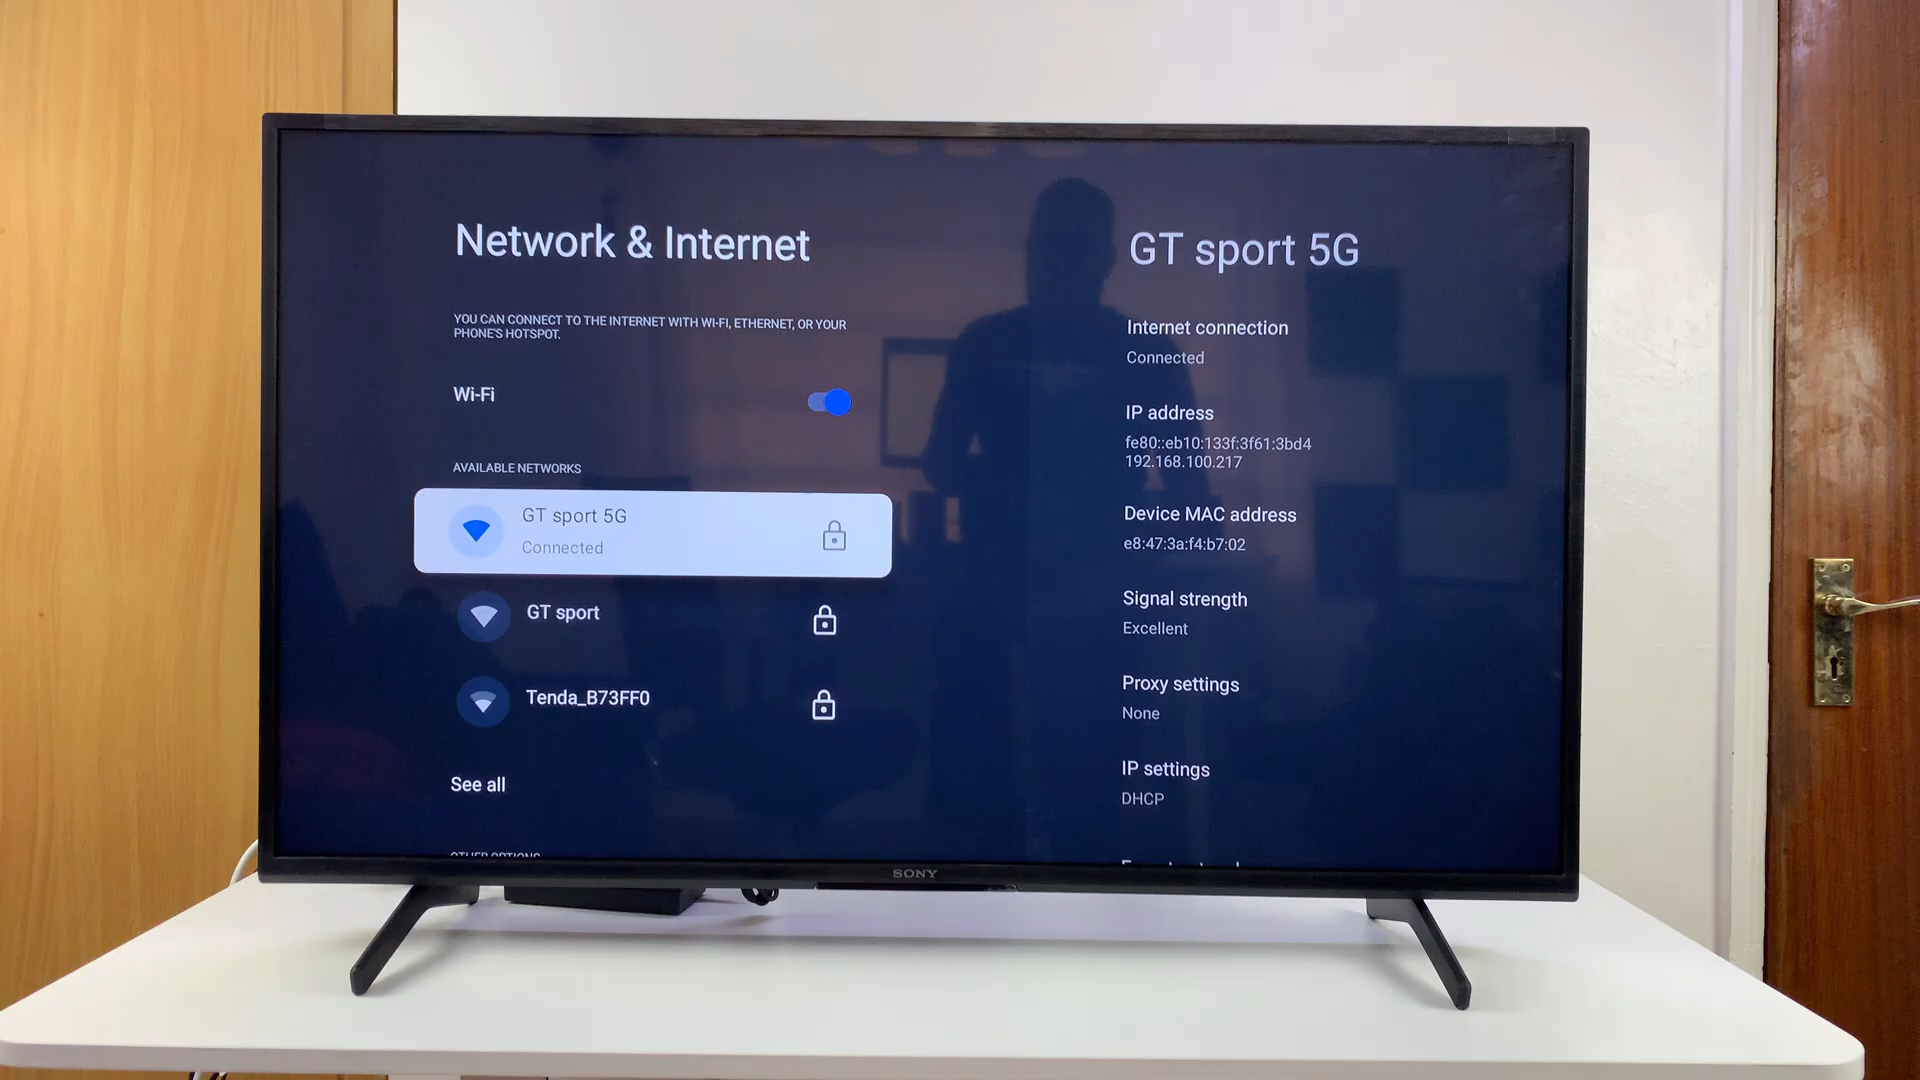 Network & Internet
YOU CAN CONNECT TO THE INTERNET WITH WI-FI, ETHERNET, OR YOUR
PHONE'S HOTSPOT.
Wi-Fi
AVAILABLE NETWORKS
GT sport 5G
Connected
GT sport
Tenda_B73FF0
See all
OTHER OPTIONS
GT sport 5G
Internet connection
Connected
IP address
fe80::eb10:133f:3f61:3bd4
192.168.100.217
Device MAC address
e8:47:3a:f4:b7:02
Signal strength
Excellent
Proxy settings
None
IP settings
DHCP
SONY